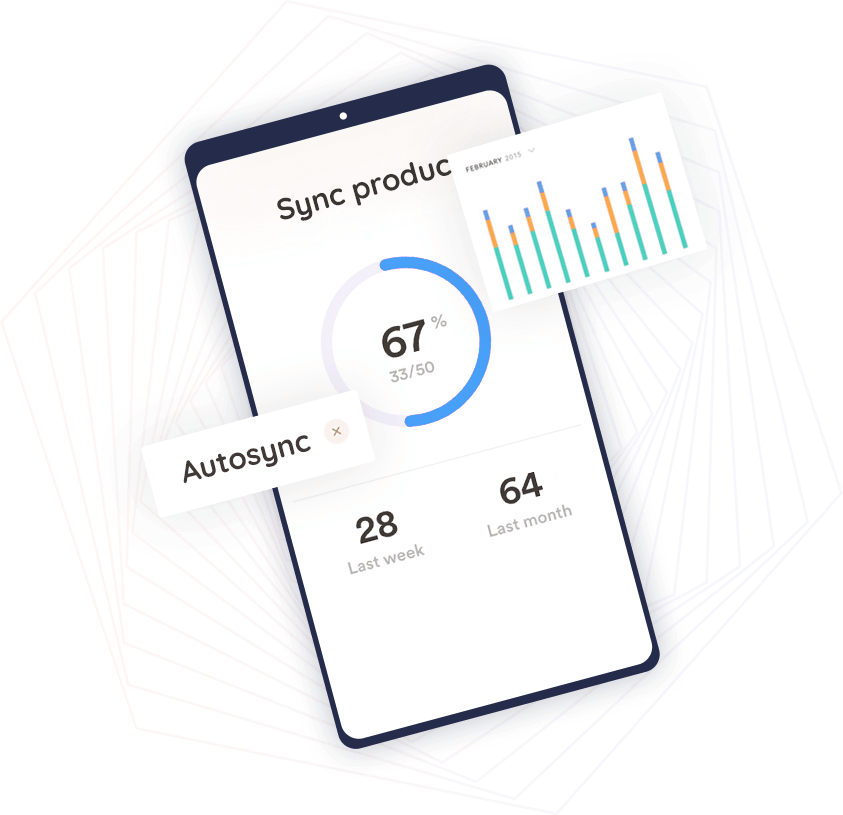 Sync produc
FEBRUARY 2015
67 %
33/50
Autosync
28
Last week
64
Last month